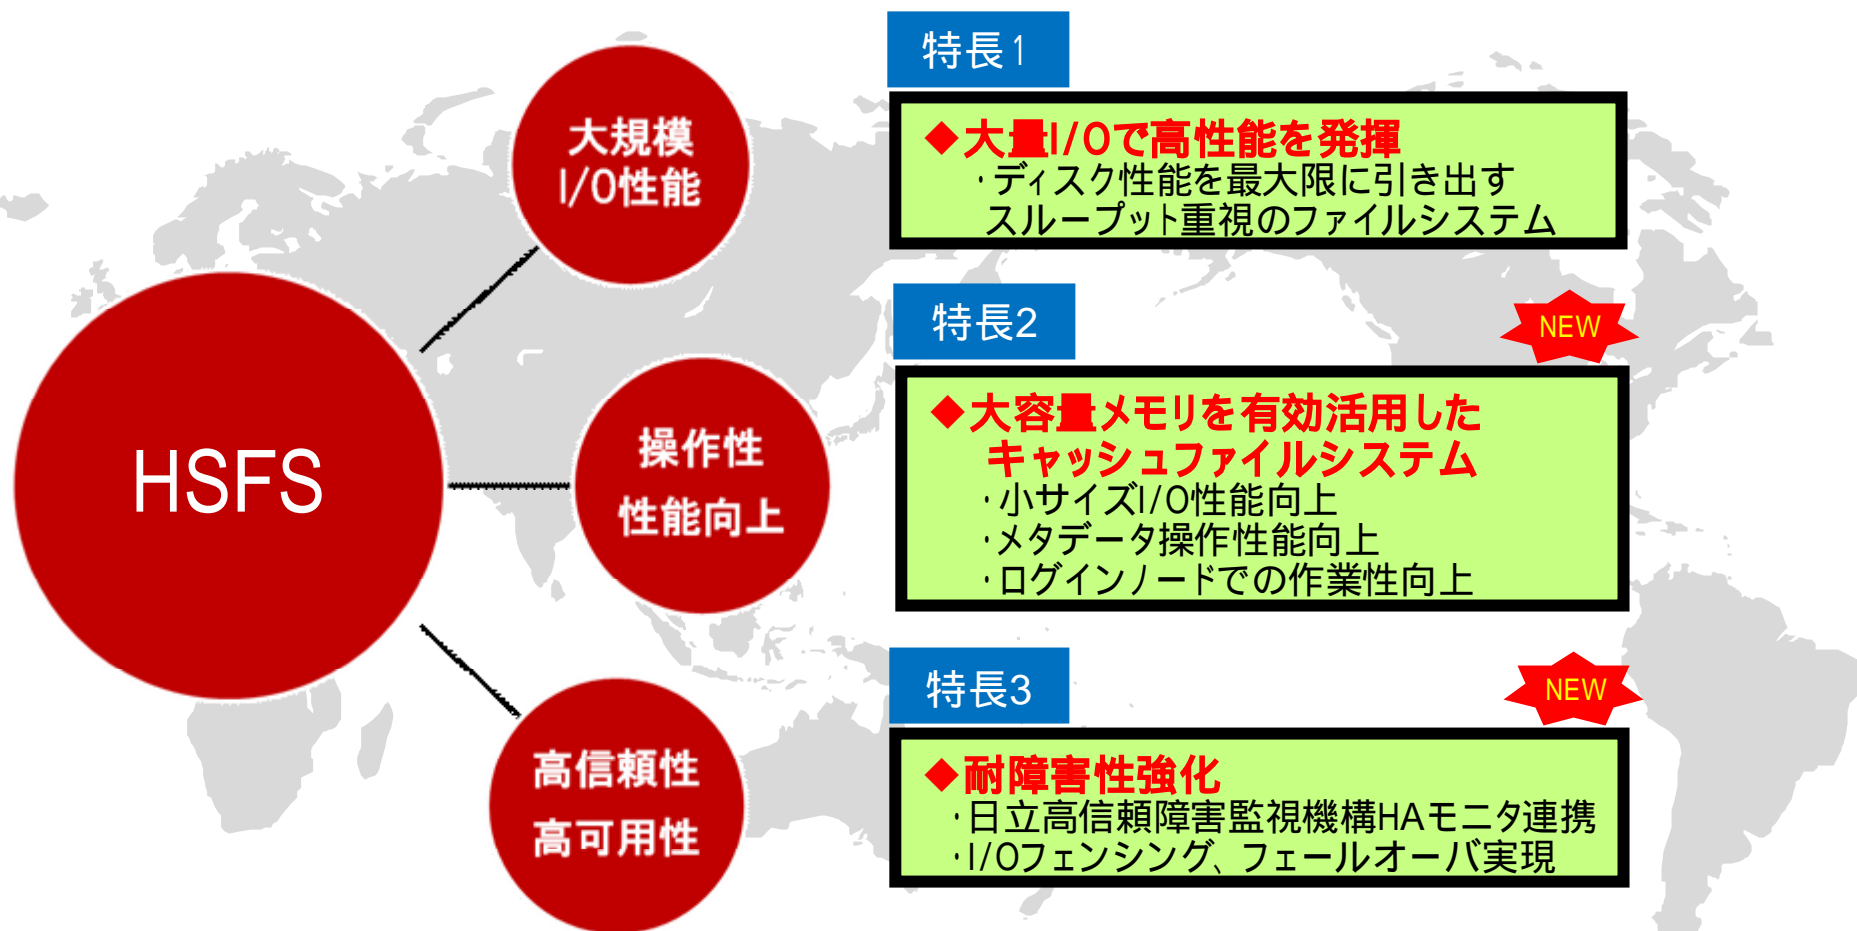 HSFS
大規模
I/O性能
操作性
性能向上
高信頼性
高可用性
特長1
◆大量I/Oで高性能を発揮
・ディスク性能を最大限に引き出す
スループット重視のファイルシステム
特長2
NEW
◆大容量メモリを有効活用した
キャッシュファイルシステム
・小サイズI/O性能向上
・メタデータ操作性能向上
・ログインノードでの作業性向上
特長3
NEW
◆耐障害性強化
・日立高信頼障害監視機構HAモニタ連携
・I/Oフェンシング、フェールオーバ実現